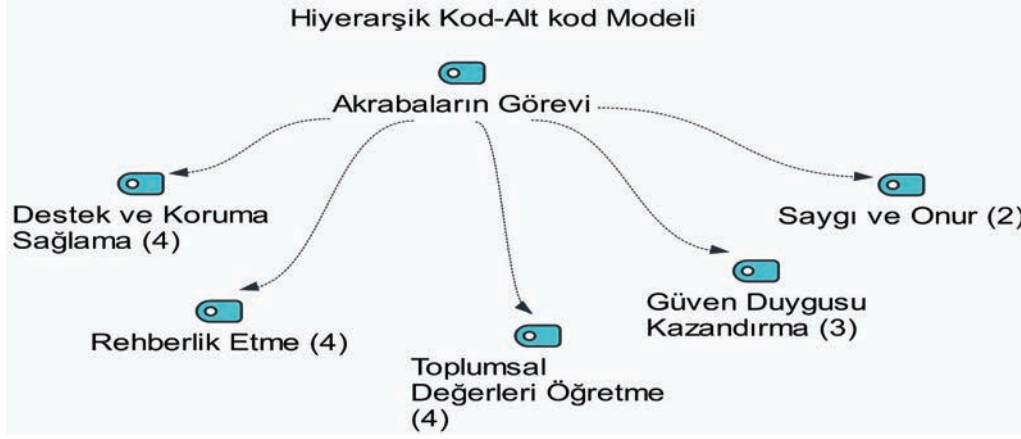 Hiyerarşik Kod-Alt kod Modeli
Akrabaların Görevi
Destek ve Koruma
Sağlama (4)
Rehberlik Etme (4)
Toplumsal
Değerleri Öğretme
(4)
Güven Duygusu
Kazandırma (3)
Saygı ve Onur (2)